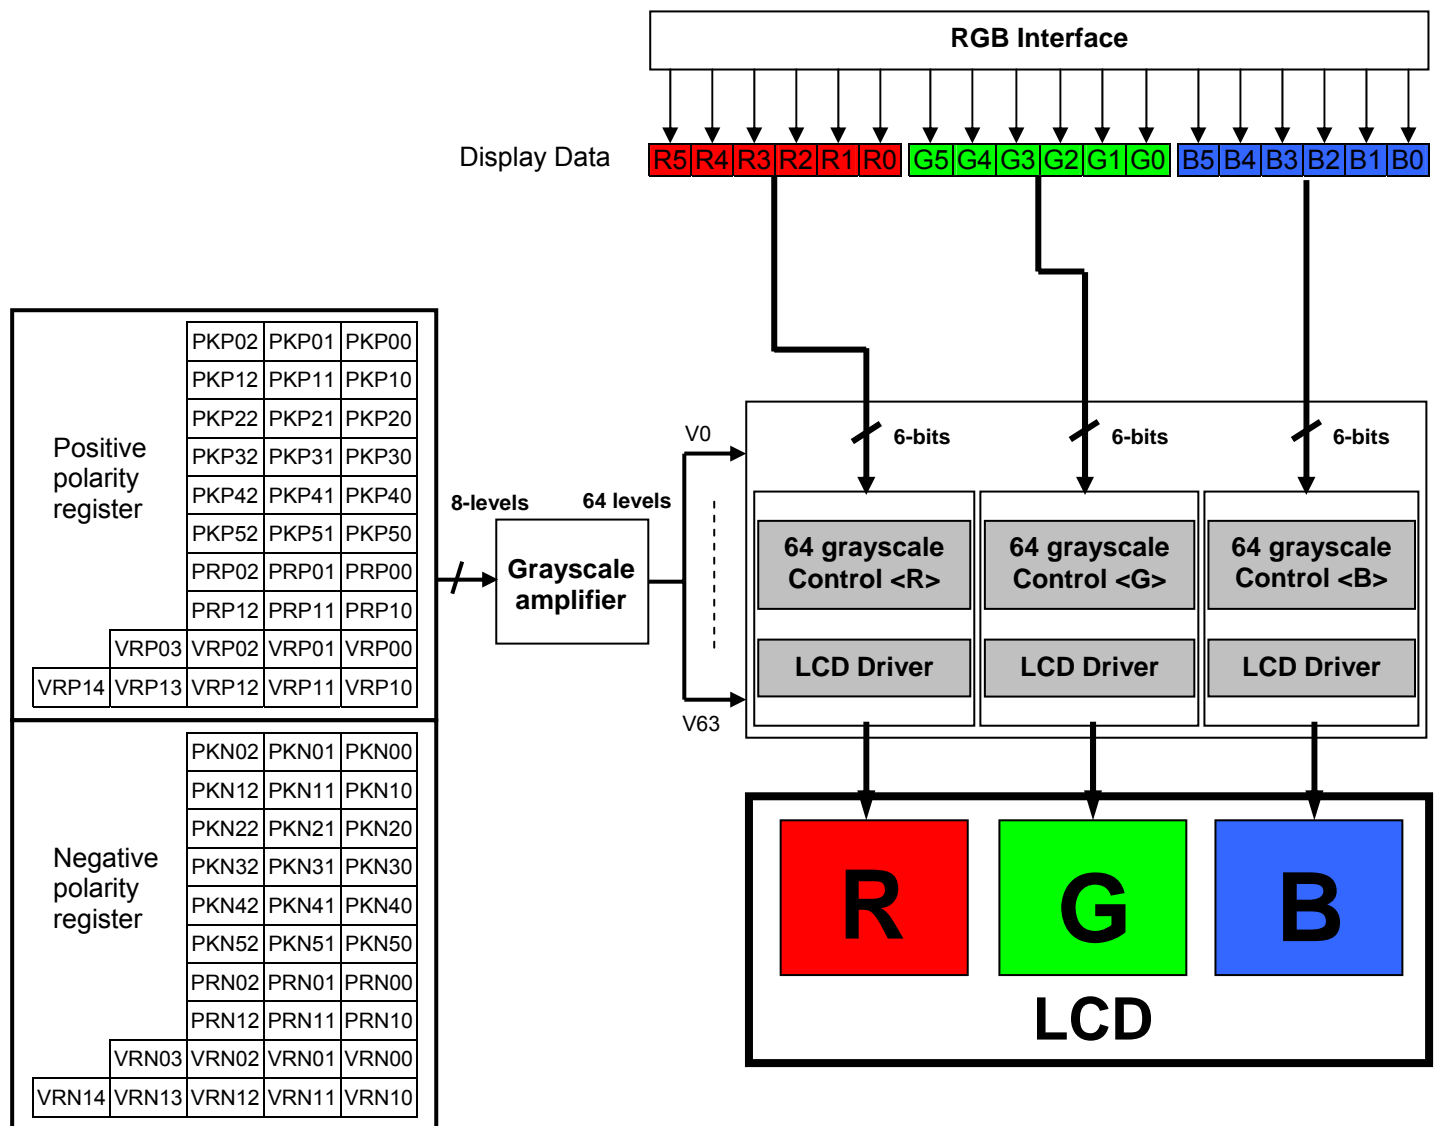 RGB Interface
Display Data
R5 R4 R3 R2 R1 R0 G5 G4 G3 G2 G1 G0 B5 B4 B3 B2 B1 B0
Positive
polarity
register
PKP02 PKP01 PKP00
PKP12 PKP11 PKP10
PKP22 PKP21 PKP20
PKP32 PKP31 PKP30
PKP42 PKP41 PKP40
PKP52 PKP51 PKP50
PRP02 PRP01 PRP00
PRP12 PRP11 PRP10
VRP03 VRP02 VRP01 VRP00
VRP14 VRP13 VRP12 VRP11 VRP10
8-levels
64 levels
Grayscale
amplifier
V0
V63
6-bits
6-bits
6-bits
64 grayscale
Control <R>
64 grayscale
Control <G>
64 grayscale
Control <B>
LCD Driver
LCD Driver
LCD Driver
Negative
polarity
register
PKN02 PKN01 PKN00
PKN12 PKN11 PKN10
PKN22 PKN21 PKN20
PKN32 PKN31 PKN30
PKN42 PKN41 PKN40
PKN52 PKN51 PKN50
PRN02 PRN01 PRN00
PRN12 PRN11 PRN10
VRN03 VRN02 VRN01 VRN00
VRN14 VRN13 VRN12 VRN11 VRN10
R
G
B
LCD